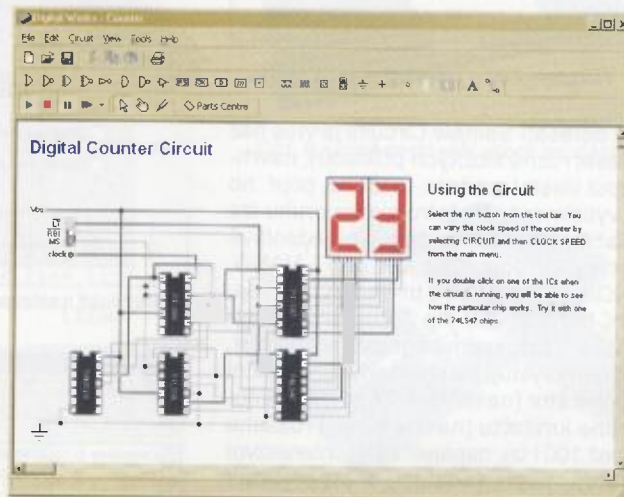 Digital Works - Counter
File Edit Circuit View Tools Help
A
Parts Centre
Digital Counter Circuit
Using the Circuit
Select the run button from the tool bar. You
can vary the clock speed of the counter by
selecting CIRCUIT and then CLOCK SPEED
from the main menu.
If you double click on one of the ICs when
the circuit is running, you will be able to see
how the particular chip works. Try it with one
of the 74LS47 chips.
LT
RBI
MS
clock
23